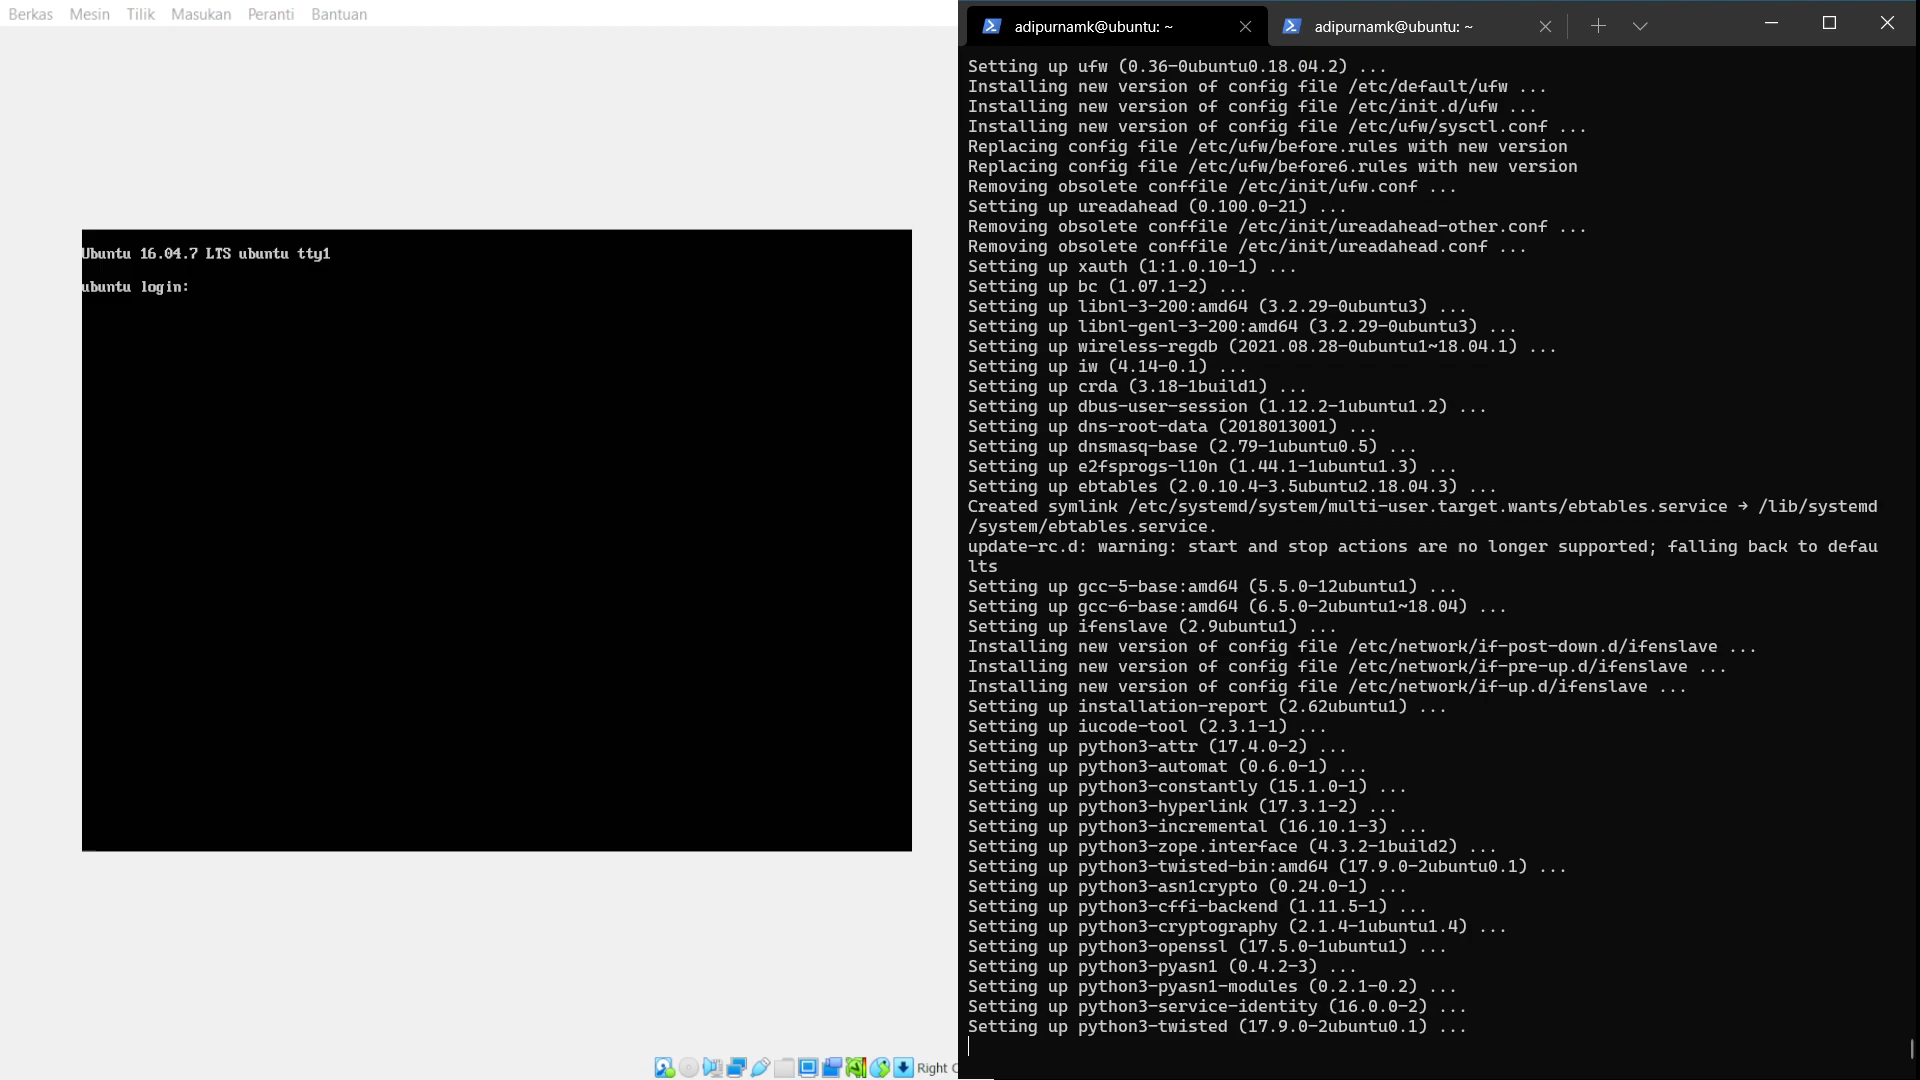 Berkas Mesin Tilik Masukan Peranti Bantuan
Ubuntu 16.04.7 LTS ubuntu tty1
ubuntu login:
Right C
adipurnamk@ubuntu: ~
adipurnamk@ubuntu: ~
Setting up ufw (0.36-0ubuntu0.18.04.2) ...
Installing new version of config file /etc/default/ufw ...
Installing new version of config file /etc/init.d/ufw ...
Installing new version of config file /etc/ufw/sysctl.conf ...
Replacing config file /etc/ufw/before.rules with new version
Replacing config file /etc/ufw/before6.rules with new version
Removing obsolete conffile /etc/init/ufw.conf ...
Setting up ureadahead (0.100.0-21) ...
Removing obsolete conffile /etc/init/ureadahead-other.conf ...
Removing obsolete conffile /etc/init/ureadahead.conf ...
Setting up xauth (1:1.0.10-1) ...
Setting up bc (1.07.1-2) ...
Setting up libnl-3-200:amd64 (3.2.29-0ubuntu3) ...
Setting up libnl-genl-3-200:amd64 (3.2.29-0ubuntu3) ...
Setting up wireless-regdb (2021.08.28-0ubuntu1~18.04.1) ...
Setting up iw (4.14-0.1) ...
Setting up crda (3.18-1build1) ...
Setting up dbus-user-session (1.12.2-1ubuntu1.2) ...
Setting up dns-root-data (2018013001) ...
Setting up dnsmasq-base (2.79-1ubuntu0.5) ...
Setting up e2fsprogs-l10n (1.44.1-1ubuntu1.3) ...
Setting up ebtables (2.0.10.4-3.5ubuntu2.18.04.3) ...
Created symlink /etc/systemd/system/multi-user.target.wants/ebtables.service → /lib/systemd
/system/ebtables.service.
update-rc.d: warning: start and stop actions are no longer supported; falling back to defau
lts
Setting up gcc-5-base:amd64 (5.5.0-12ubuntu1) ...
Setting up gcc-6-base:amd64 (6.5.0-2ubuntu1~18.04) ...
Setting up ifenslave (2.9ubuntu1) ...
Installing new version of config file /etc/network/if-post-down.d/ifenslave ...
Installing new version of config file /etc/network/if-pre-up.d/ifenslave ...
Installing new version of config file /etc/network/if-up.d/ifenslave ...
Setting up installation-report (2.62ubuntu1) ...
Setting up iucode-tool (2.3.1-1) ...
Setting up python3-attr (17.4.0-2) ...
Setting up python3-automat (0.6.0-1) ...
Setting up python3-constantly (15.1.0-1) ...
Setting up python3-hyperlink (17.3.1-2) ...
Setting up python3-incremental (16.10.1-3) ...
Setting up python3-zope.interface (4.3.2-1build2) ...
Setting up python3-twisted-bin:amd64 (17.9.0-2ubuntu0.1) ...
Setting up python3-asn1crypto (0.24.0-1) ...
Setting up python3-cffi-backend (1.11.5-1) ...
Setting up python3-cryptography (2.1.4-1ubuntu1.4) ...
Setting up python3-openssl (17.5.0-1ubuntu1) ...
Setting up python3-pyasn1 (0.4.2-3) ...
Setting up python3-pyasn1-modules (0.2.1-0.2) ...
Setting up python3-service-identity (16.0.0-2) ...
Setting up python3-twisted (17.9.0-2ubuntu0.1) ...